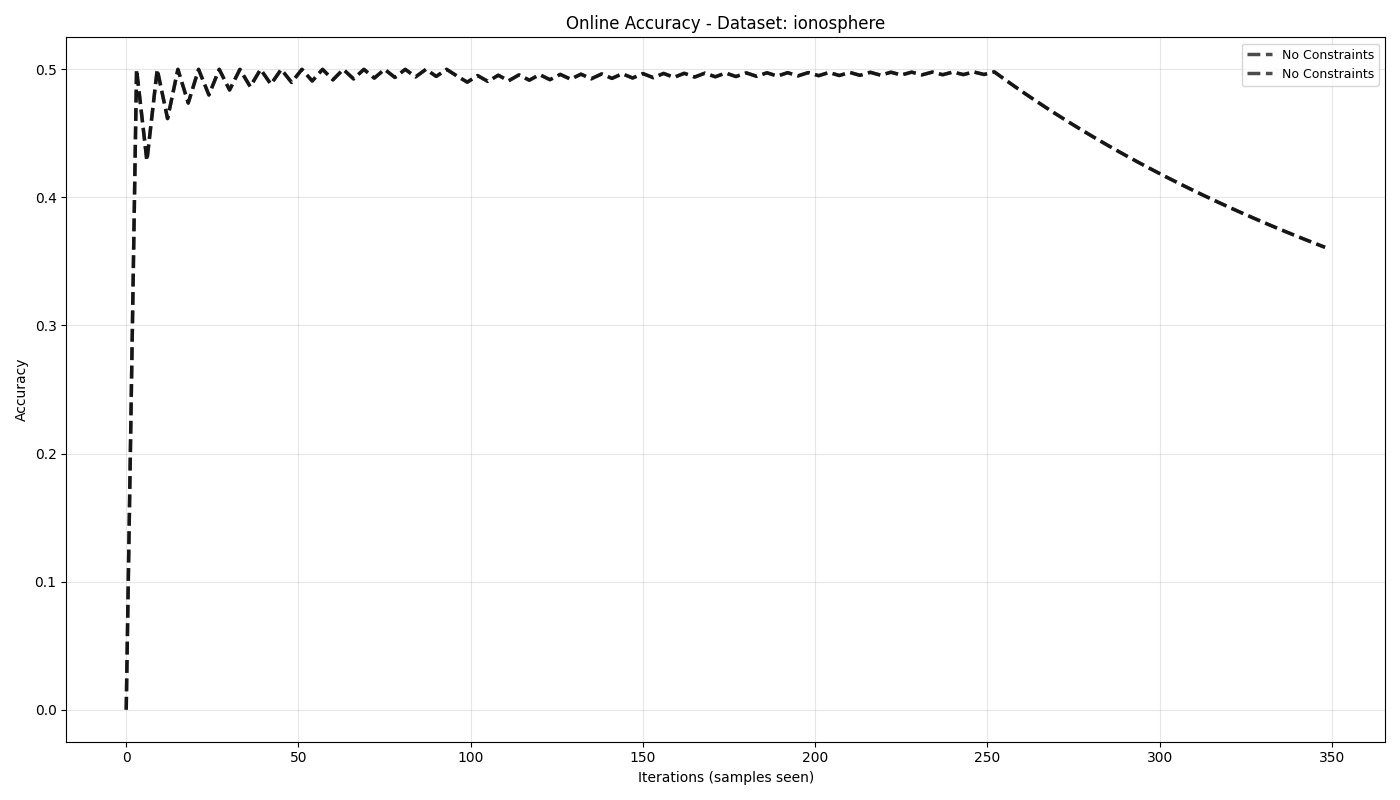 Online Accuracy - Dataset: ionosphere
No Constraints
No Constraints
0.5
0.4
0.3
0.2
0.1
0.0
Accuracy
0 50 100 150 200 250 300 350
Iterations (samples seen)